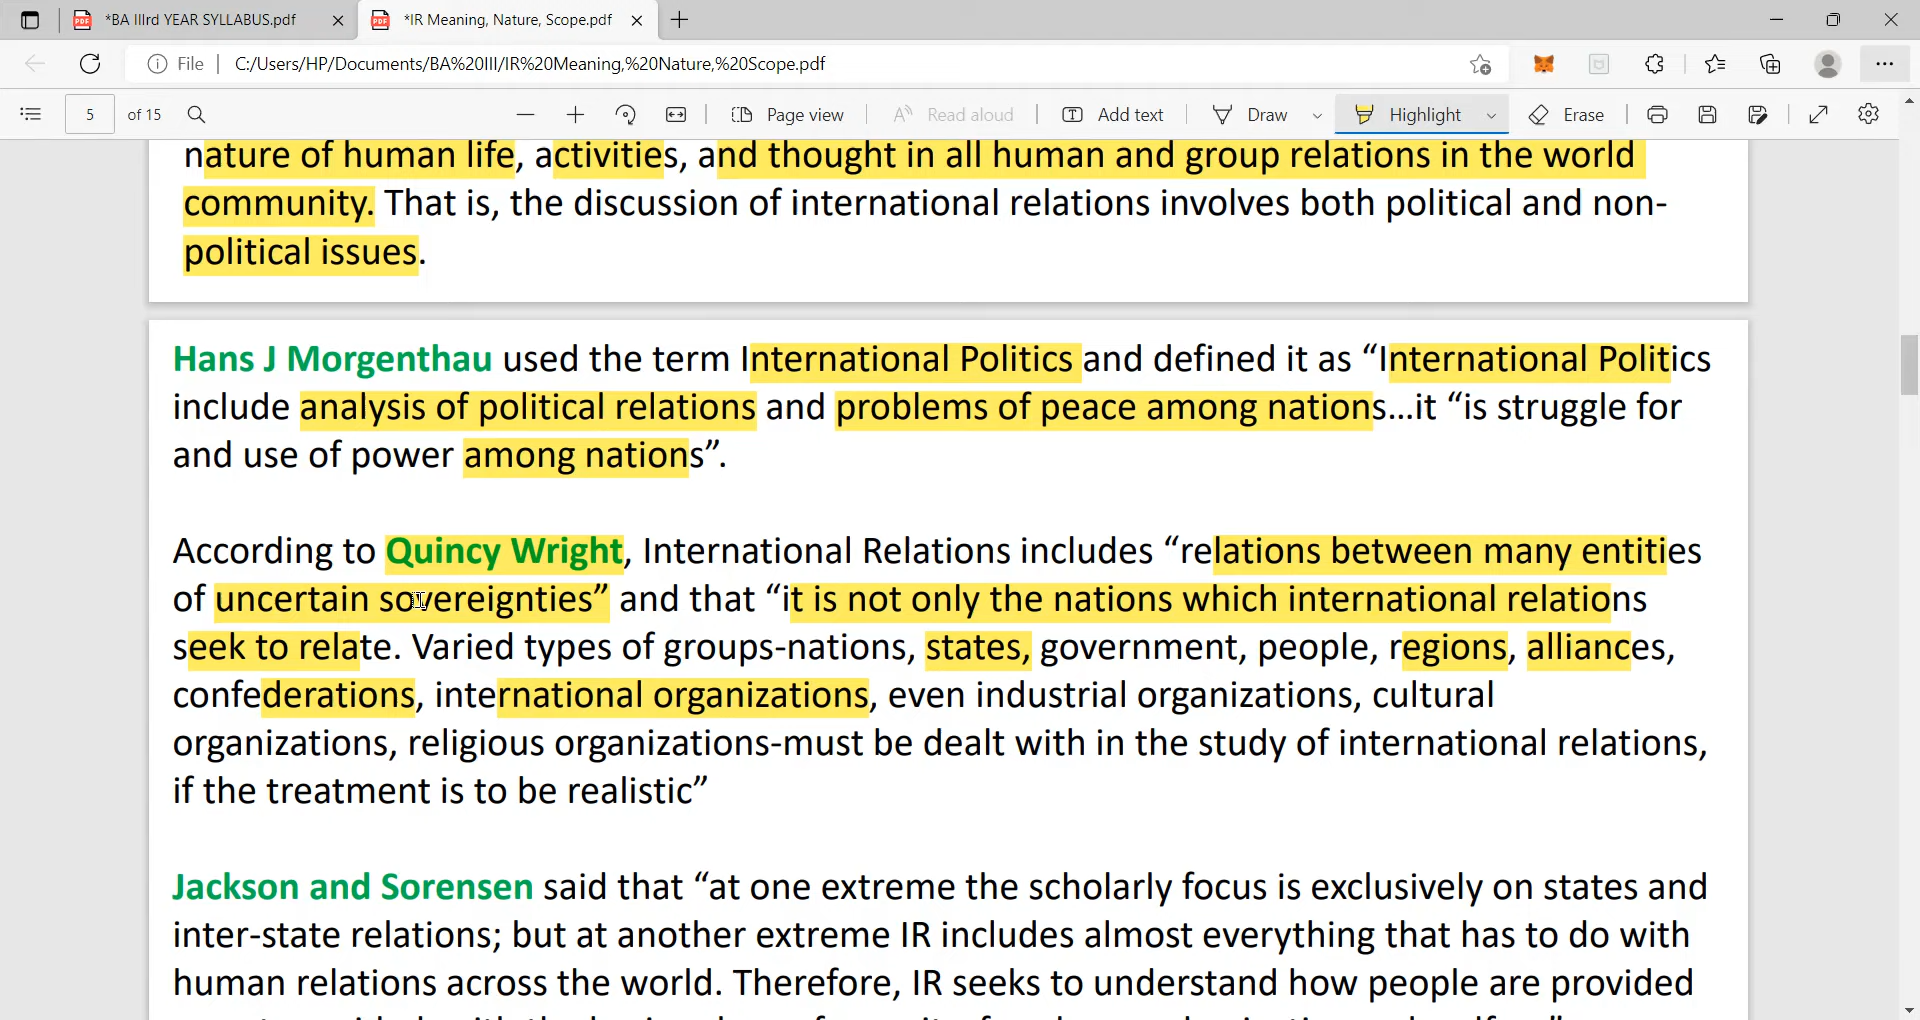 *BA IIIrd YEAR SYLLABUS.pdf
*IR Meaning, Nature, Scope.pdf
File | C:/Users/HP/Documents/BA%20III/IR%20Meaning,%20Nature,%20Scope.pdf
5 of 15
Page view
Read aloud
Add text
Draw
Highlight
Erase
nature of human life, activities, and thought in all human and group relations in the world
community. That is, the discussion of international relations involves both political and non-
political issues.
Hans J Morgenthau used the term International Politics and defined it as “International Politics
include analysis of political relations and problems of peace among nations...it “is struggle for
and use of power among nations”.
According to Quincy Wright, International Relations includes “relations between many entities
of uncertain sovereignties” and that “it is not only the nations which international relations
seek to relate. Varied types of groups-nations, states, government, people, regions, alliances,
confederations, international organizations, even industrial organizations, cultural
organizations, religious organizations-must be dealt with in the study of international relations,
if the treatment is to be realistic”
Jackson and Sorensen said that “at one extreme the scholarly focus is exclusively on states and
inter-state relations; but at another extreme IR includes almost everything that has to do with
human relations across the world. Therefore, IR seeks to understand how people are provided